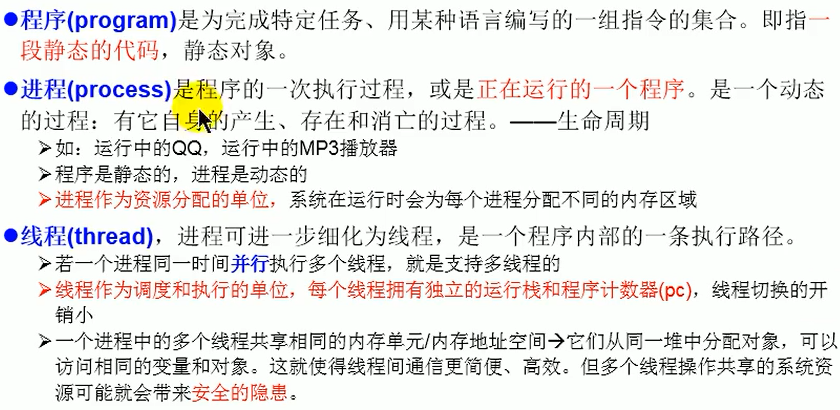 ●程序(program)是为完成特定任务、用某种语言编写的一组指令的集合。即指一
段静态的代码，静态对象。
●进程(process)是程序的一次执行过程，或是正在运行的一个程序。是一个动态
的过程：有它自身的产生、存在和消亡的过程。——生命周期
➢如：运行中的QQ，运行中的MP3播放器
➢程序是静态的，进程是动态的
➢进程作为资源分配的单位，系统在运行时会为每个进程分配不同的内存区域
●线程(thread)，进程可进一步细化为线程，是一个程序内部的一条执行路径。
➢若一个进程同一时间并行执行多个线程，就是支持多线程的
➢线程作为调度和执行的单位，每个线程拥有独立的运行栈和程序计数器(pc)，线程切换的开
销小
➢一个进程中的多个线程共享相同的内存单元/内存地址空间→它们从同一堆中分配对象，可以
访问相同的变量和对象。这就使得线程间通信更简便、高效。但多个线程操作共享的系统资
源可能就会带来安全的隐患。